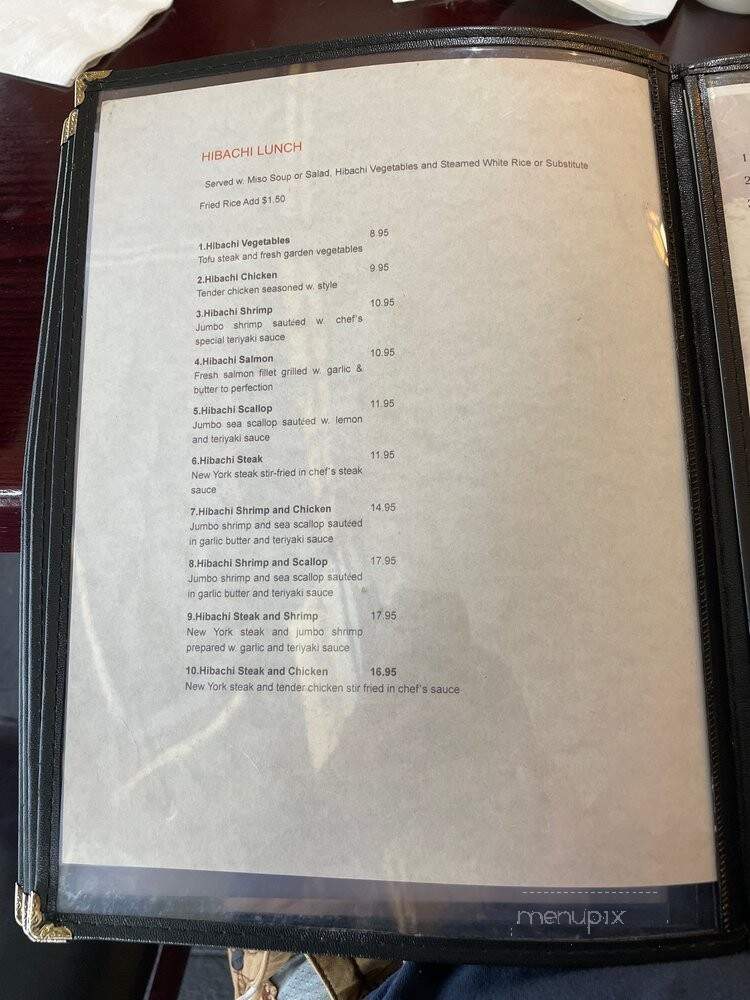 HIBACHI LUNCH
Served w. Miso Soup or Salad, Hibachi Vegetables and Steamed White Rice or Substitute
Fried Rice Add $1.50
1.Hibachi Vegetables 8.95
Tofu steak and fresh garden vegetables
2.Hibachi Chicken 9.95
Tender chicken seasoned w. style
3.Hibachi Shrimp 10.95
Jumbo shrimp sautéed w. chef's
special teriyaki sauce
4.Hibachi Salmon 10.95
Fresh salmon fillet grilled w. garlic &
butter to perfection
5.Hibachi Scallop 11.95
Jumbo sea scallop sautéed w. lemon
and teriyaki sauce
6.Hibachi Steak 11.95
New York steak stir-fried in chef's steak
sauce
7.Hibachi Shrimp and Chicken 14.95
Jumbo shrimp and sea scallop sautéed
in garlic butter and teriyaki sauce
8.Hibachi Shrimp and Scallop 17.95
Jumbo shrimp and sea scallop sautéed
in garlic butter and teriyaki sauce
9.Hibachi Steak and Shrimp 17.95
New York steak and jumbo shrimp
prepared w. garlic and teriyaki sauce
10.Hibachi Steak and Chicken 16.95
New York steak and tender chicken stir fried in chef's sauce
menupix
1
2